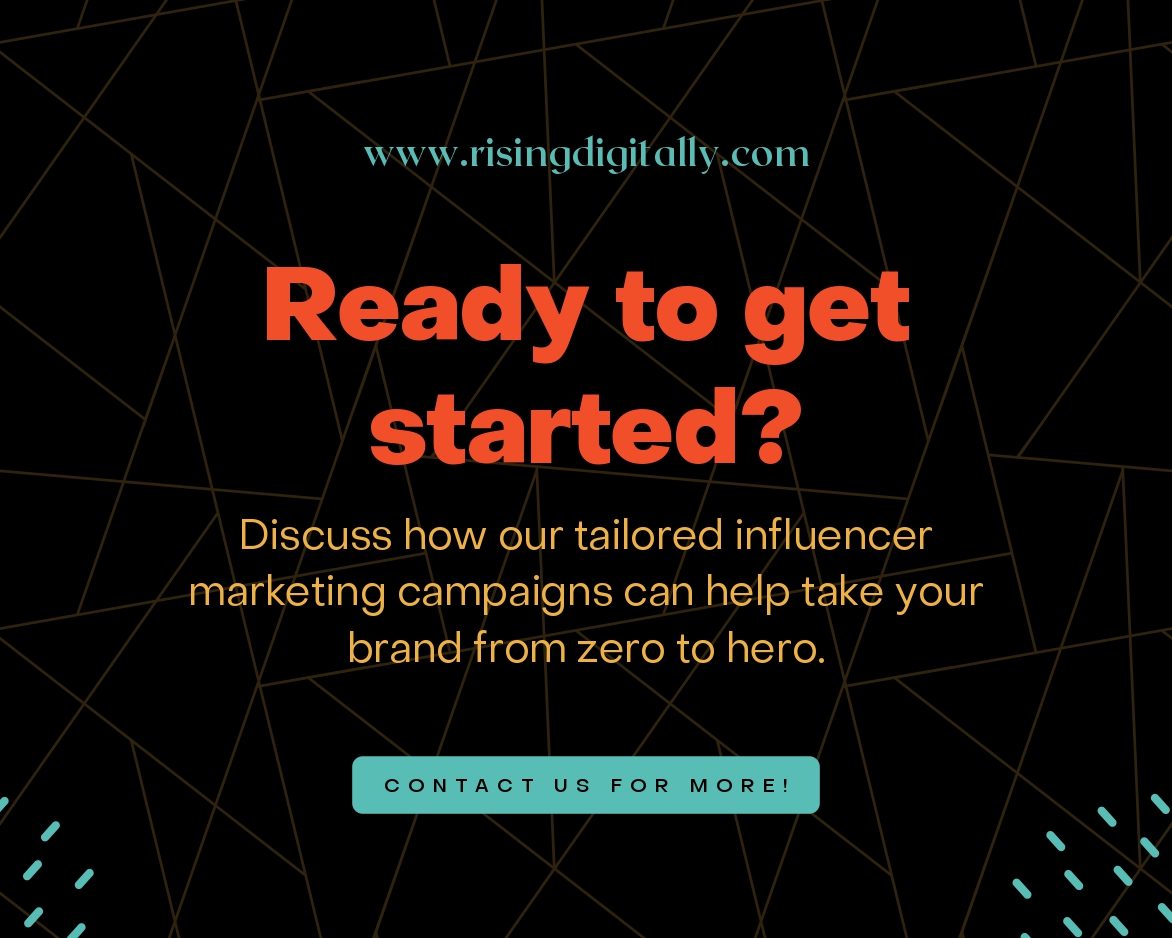 www.risingdigitally.com
Ready to get
started?
Discuss how our tailored influencer
marketing campaigns can help take your
brand from zero to hero.
CONTACT US FOR MORE!